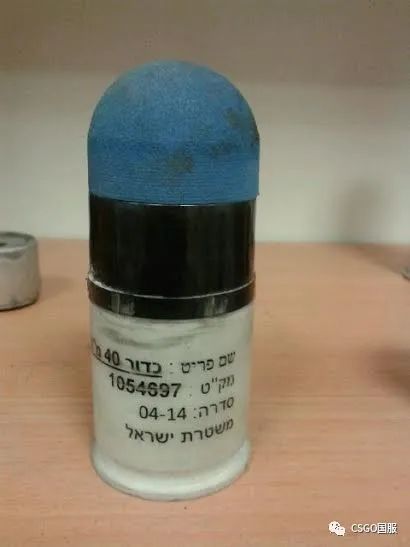 שם פריט : כדור 40 מ"
מק"ט : 1054697
סדרה: 04-14
משטרת ישראל
CSGO国服